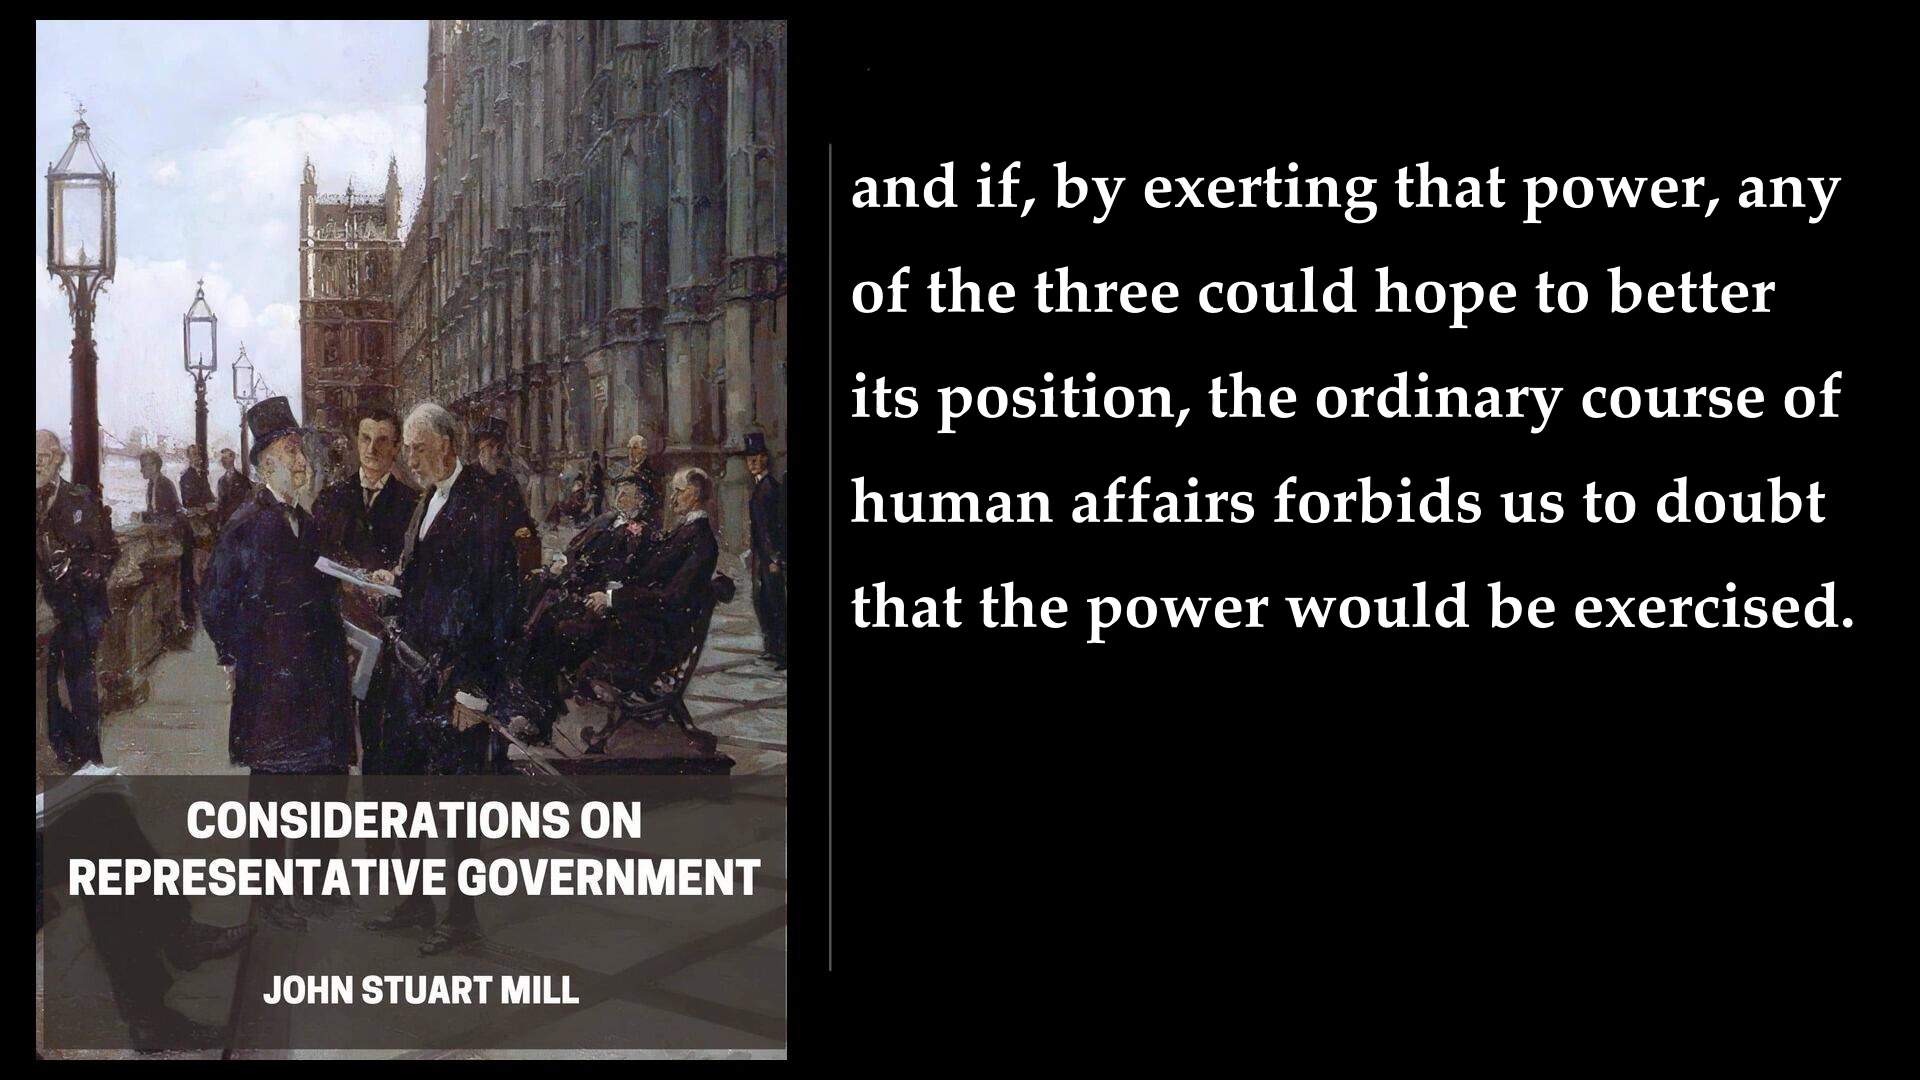 CONSIDERATIONS ON
REPRESENTATIVE GOVERNMENT
JOHN STUART MILL
and if, by exerting that power, any
of the three could hope to better
its position, the ordinary course of
human affairs forbids us to doubt
that the power would be exercised.